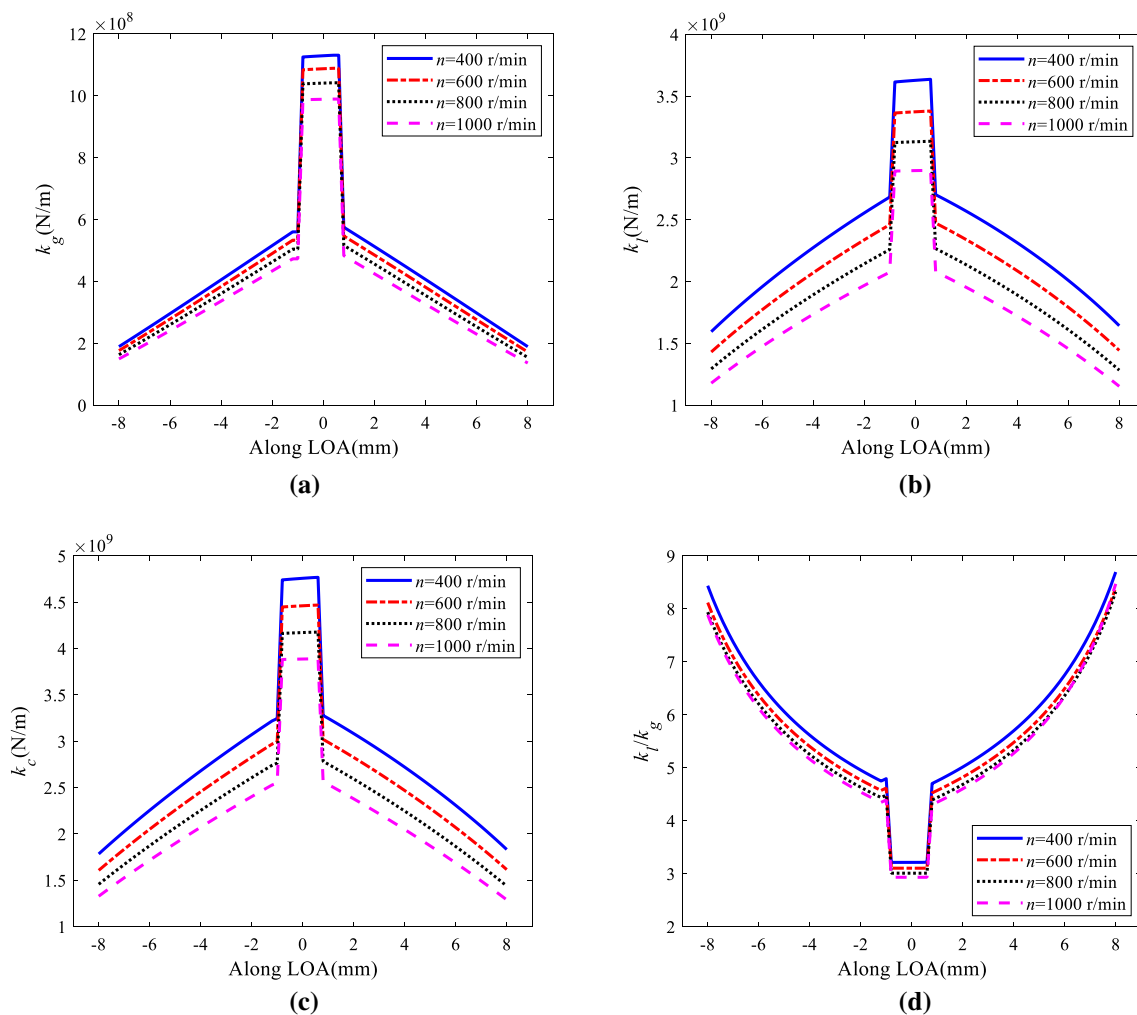 ×10⁸
12
10
8
6
4
2
0
k_g(N/m)
n=400 r/min
n=600 r/min
n=800 r/min
n=1000 r/min
-8 -6 -4 -2 0 2 4 6 8
Along LOA(mm)
(a)
×10⁹
4
3.5
3
2.5
2
1.5
1
k_l(N/m)
n=400 r/min
n=600 r/min
n=800 r/min
n=1000 r/min
-8 -6 -4 -2 0 2 4 6 8
Along LOA(mm)
(b)
×10⁹
5
4.5
4
3.5
3
2.5
2
1.5
1
k_c(N/m)
n=400 r/min
n=600 r/min
n=800 r/min
n=1000 r/min
-8 -6 -4 -2 0 2 4 6 8
Along LOA(mm)
(c)
9
8
7
6
5
4
3
2
k_l/k_g
n=400 r/min
n=600 r/min
n=800 r/min
n=1000 r/min
-8 -6 -4 -2 0 2 4 6 8
Along LOA(mm)
(d)